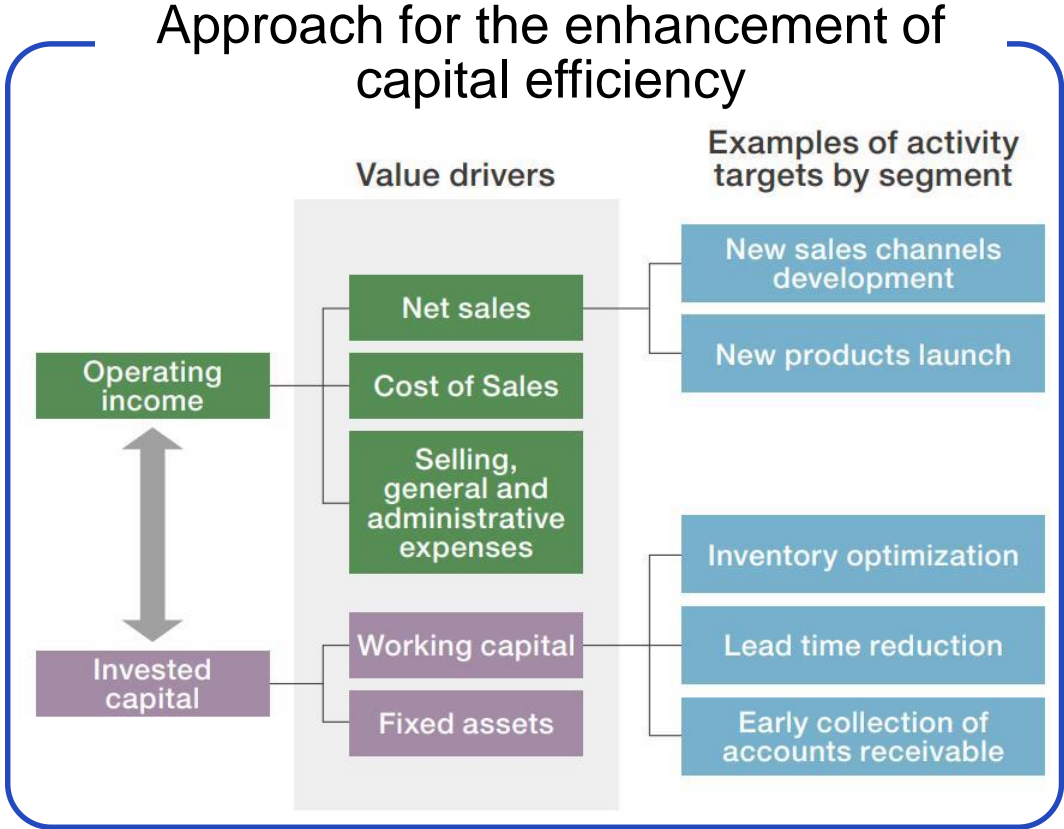 Approach for the enhancement of
capital efficiency
Value drivers
Examples of activity
targets by segment
Operating
income
Net sales
Cost of Sales
Selling,
general and
administrative
expenses
New sales channels
development
New products launch
Invested
capital
Working capital
Fixed assets
Inventory optimization
Lead time reduction
Early collection of
accounts receivable